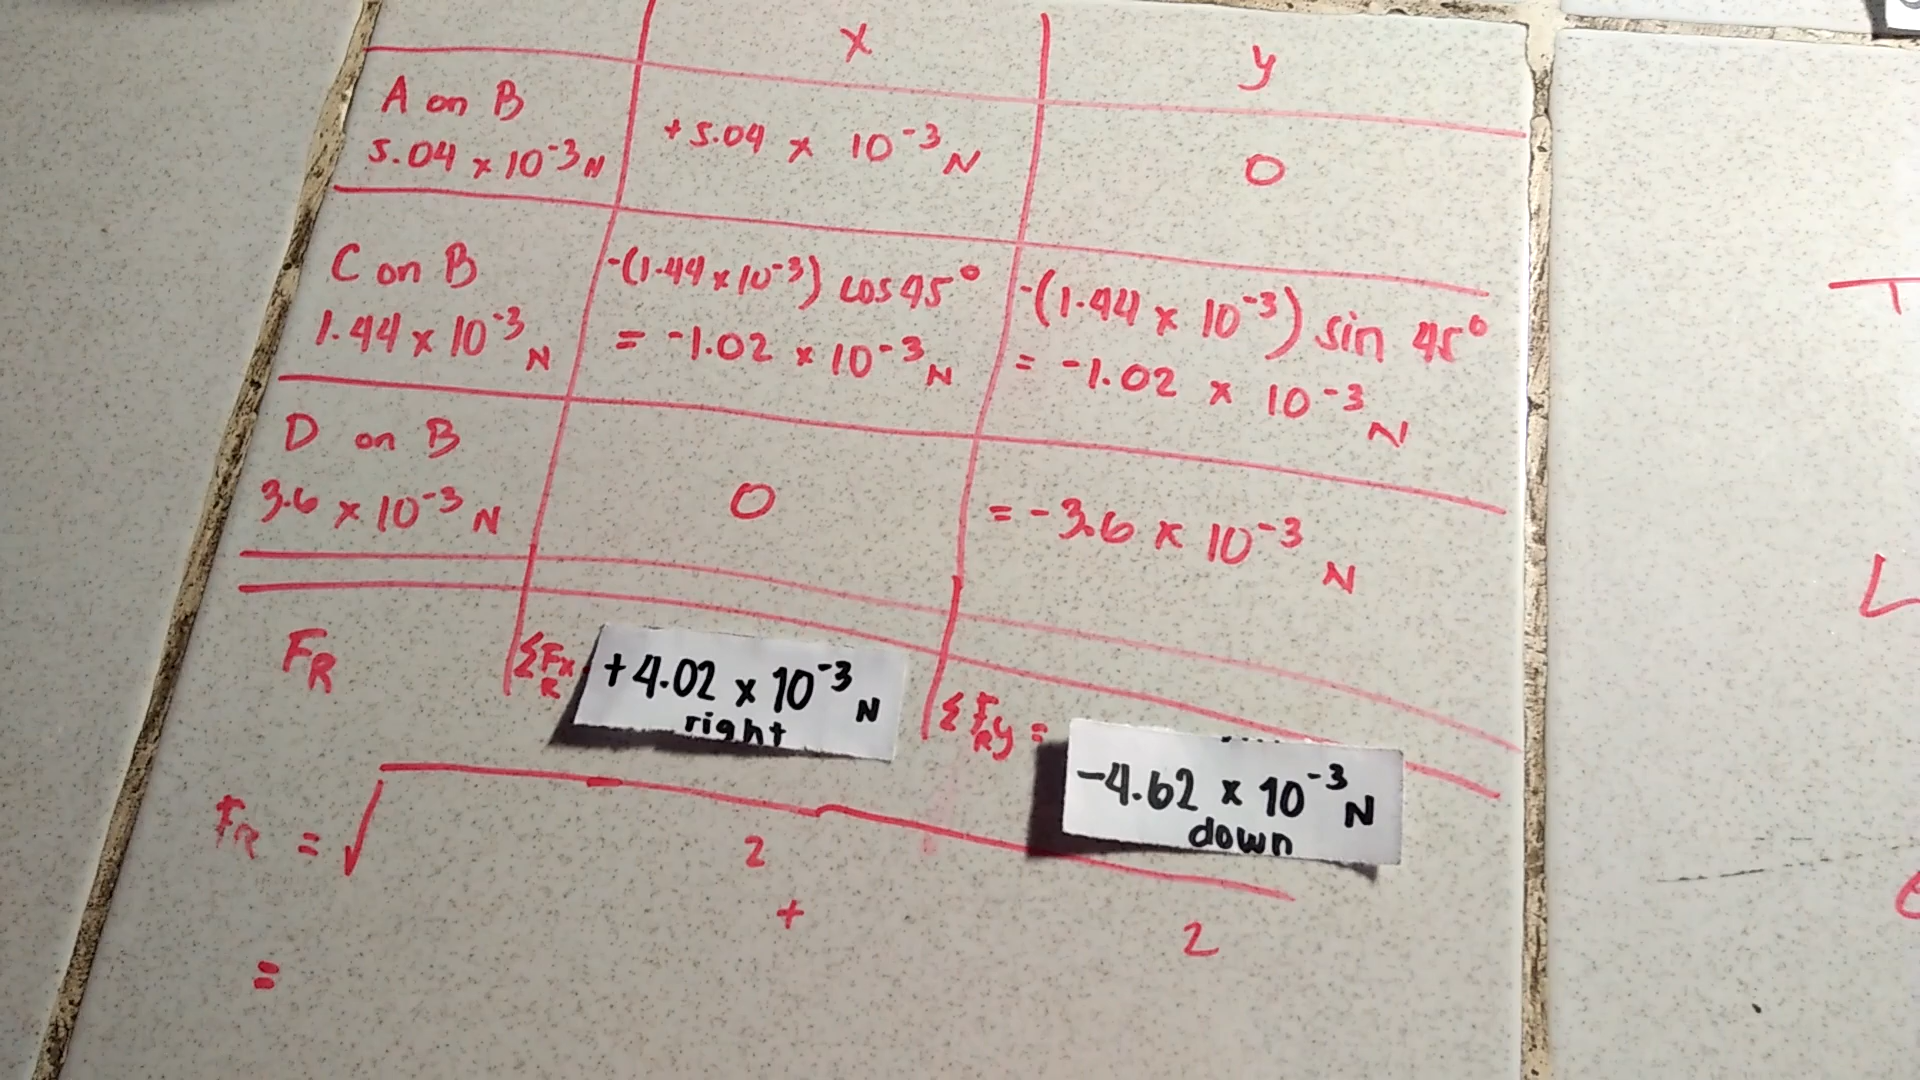 x y
A on B
5.04 x 10⁻³ N
+5.04 x 10⁻³ N
0
C on B
1.44 x 10⁻³ N
-(1.44 x 10⁻³) cos 45°
= -1.02 x 10⁻³ N
-(1.44 x 10⁻³) sin 45°
= -1.02 x 10⁻³ N
D on B
3.6 x 10⁻³ N
0
= -3.6 x 10⁻³ N
FR
ΣFRx
+4.02 x 10⁻³ N
right
ΣFRy =
-4.62 x 10⁻³ N
down
FR = √ 2 + 2
=